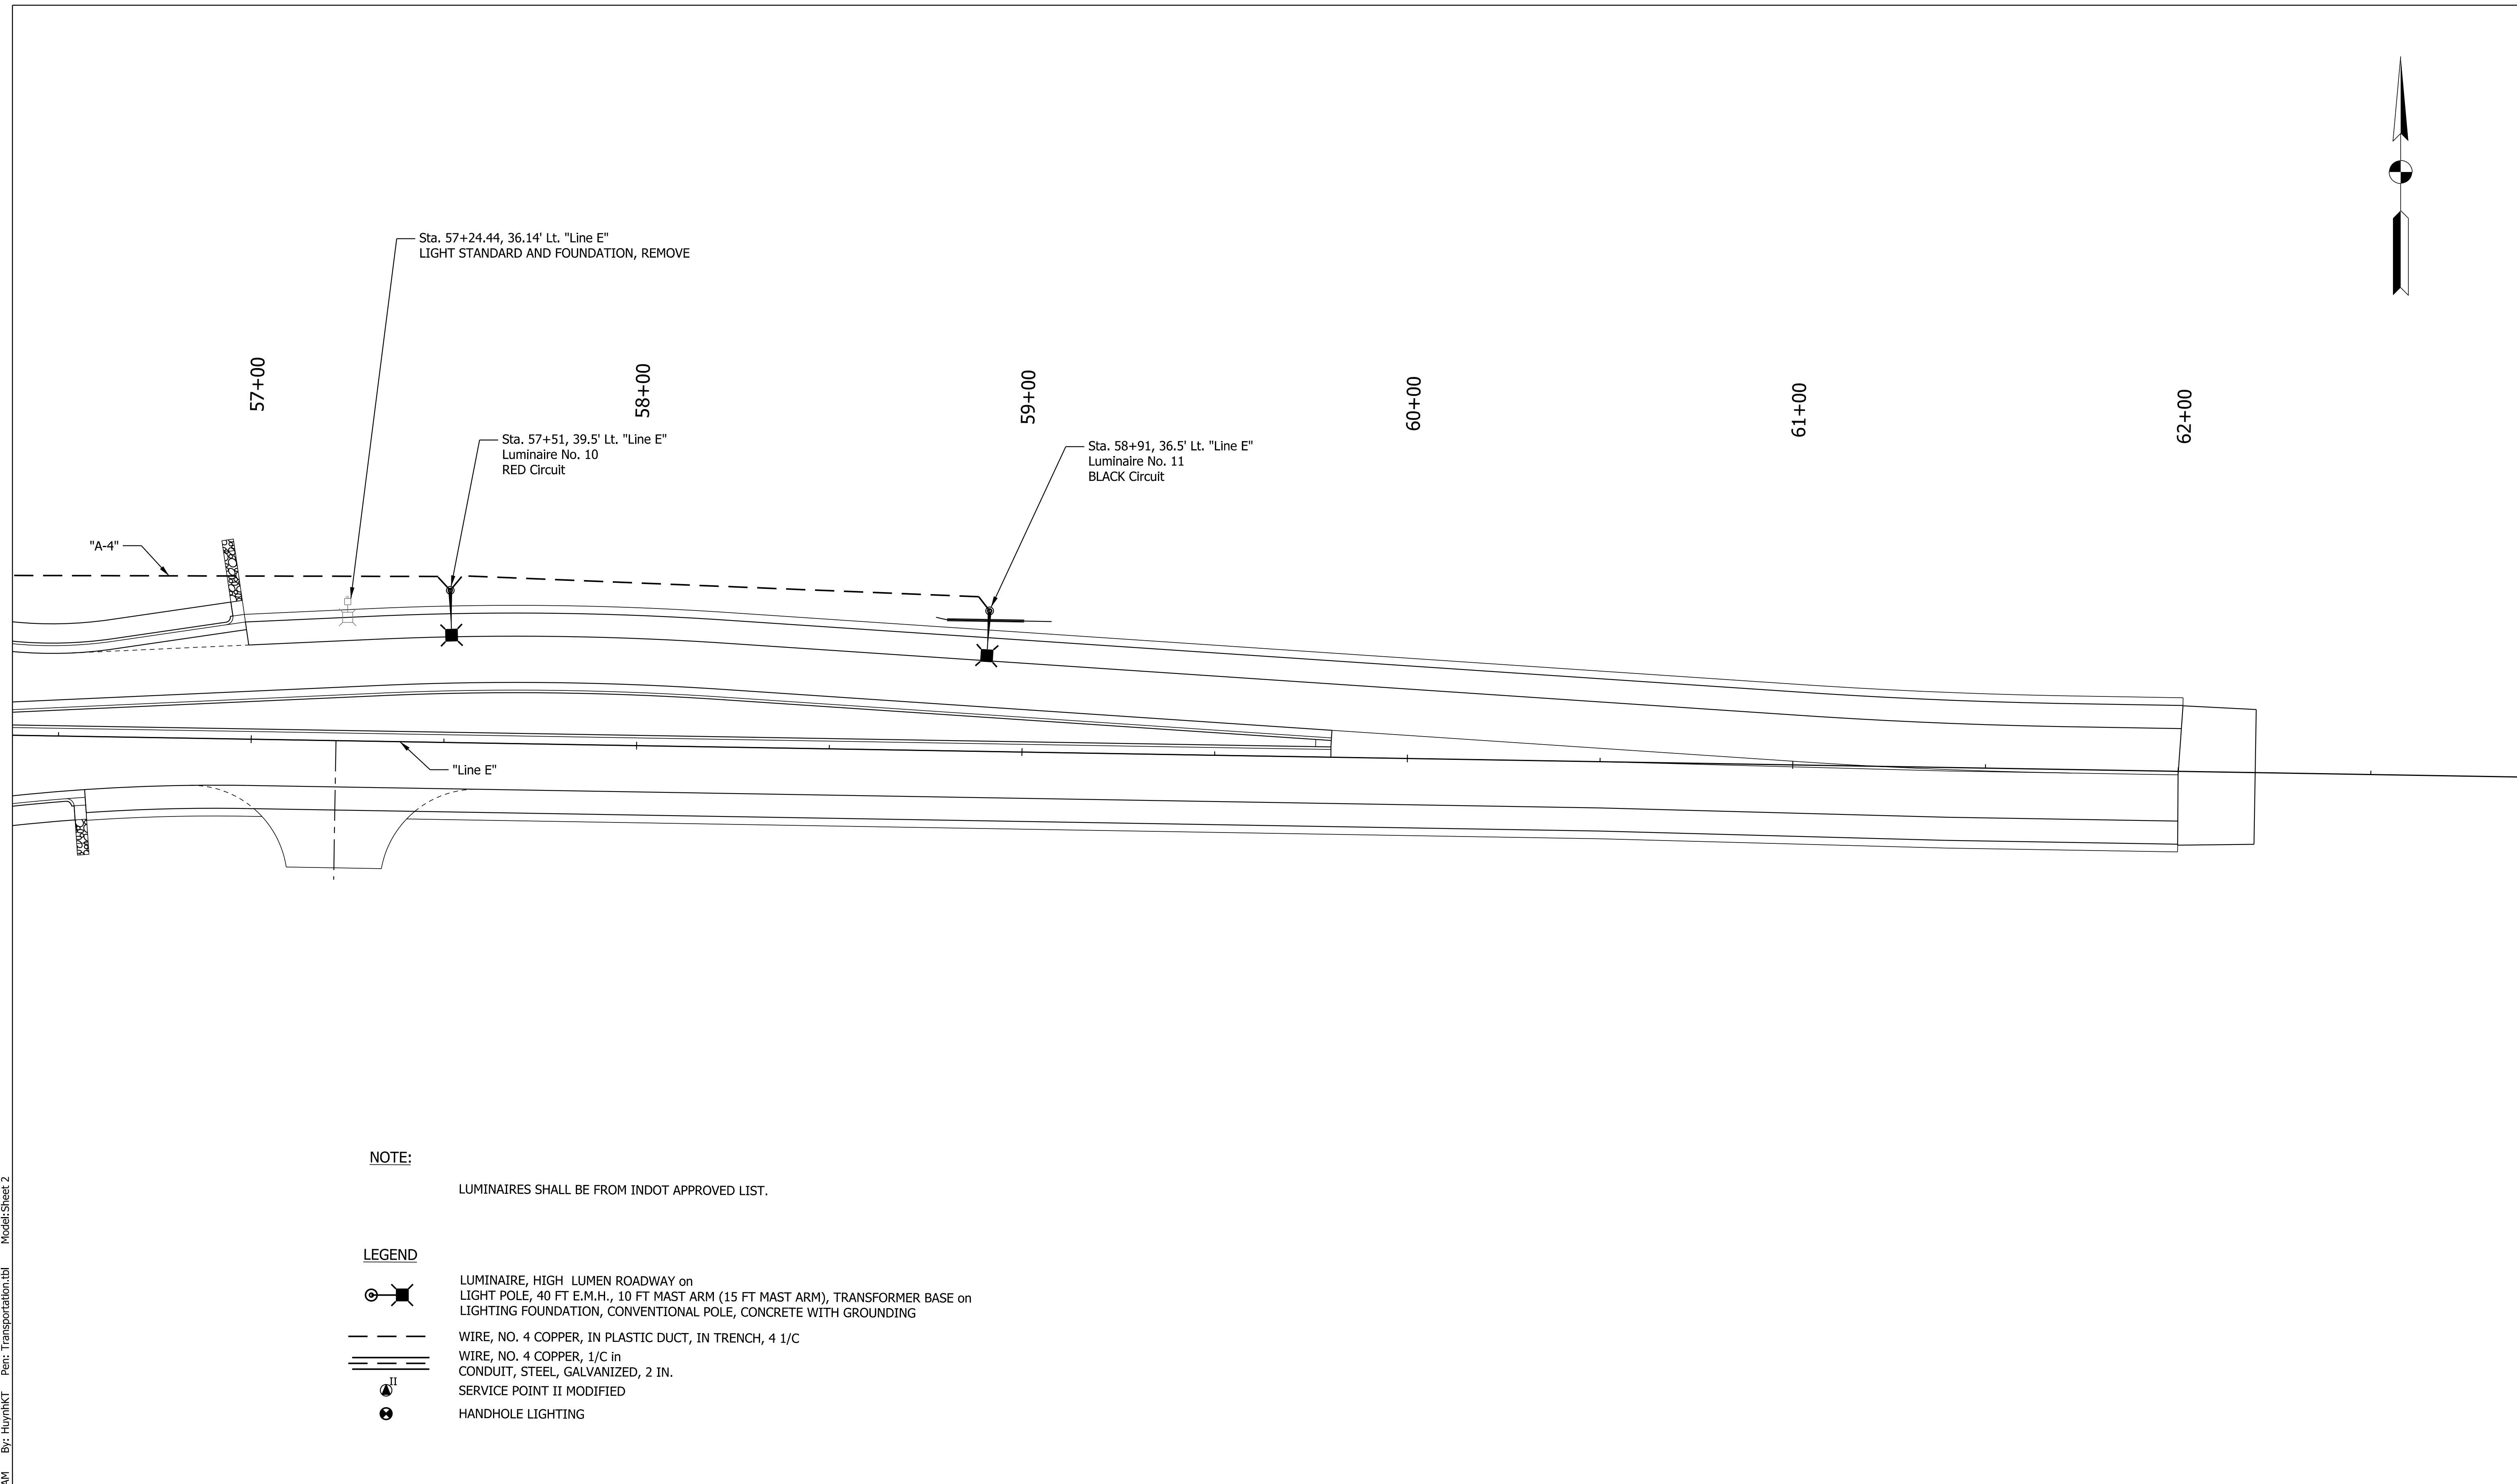 Sta. 57+24.44, 36.14' Lt. "Line E"
LIGHT STANDARD AND FOUNDATION, REMOVE
57+00
58+00
59+00
60+00
61+00
62+00
Sta. 57+51, 39.5' Lt. "Line E"
Luminaire No. 10
RED Circuit
Sta. 58+91, 36.5' Lt. "Line E"
Luminaire No. 11
BLACK Circuit
"A-4"
"Line E"
NOTE:
LUMINAIRES SHALL BE FROM INDOT APPROVED LIST.
LEGEND
LUMINAIRE, HIGH LUMEN ROADWAY on
LIGHT POLE, 40 FT E.M.H., 10 FT MAST ARM (15 FT MAST ARM), TRANSFORMER BASE on
LIGHTING FOUNDATION, CONVENTIONAL POLE, CONCRETE WITH GROUNDING
WIRE, NO. 4 COPPER, IN PLASTIC DUCT, IN TRENCH, 4 1/C
WIRE, NO. 4 COPPER, 1/C in
CONDUIT, STEEL, GALVANIZED, 2 IN.
II
SERVICE POINT II MODIFIED
HANDHOLE LIGHTING
AM By: HuynhKT Pen: Transportation.tbl Model:Sheet 2